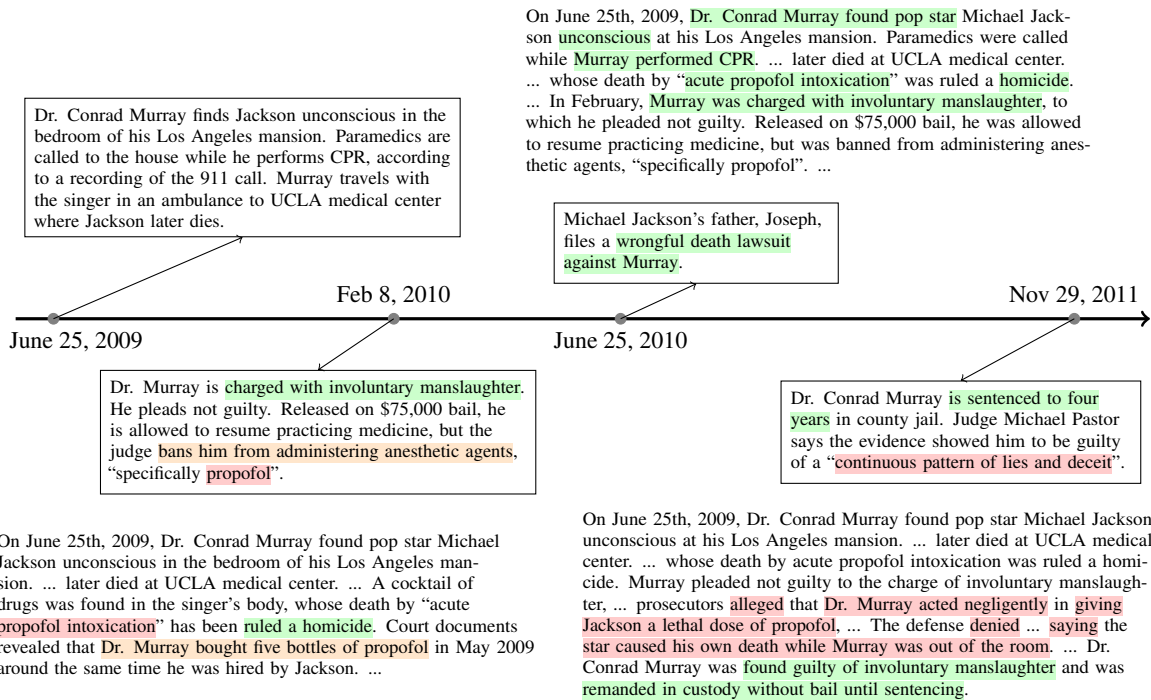 On June 25th, 2009, Dr. Conrad Murray found pop star Michael Jack-
son unconscious at his Los Angeles mansion. Paramedics were called
while Murray performed CPR. ... later died at UCLA medical center.
... whose death by “acute propofol intoxication” was ruled a homicide.
... In February, Murray was charged with involuntary manslaughter, to
which he pleaded not guilty. Released on $75,000 bail, he was allowed
to resume practicing medicine, but was banned from administering anes-
thetic agents, “specifically propofol”. ...
Dr. Conrad Murray finds Jackson unconscious in the
bedroom of his Los Angeles mansion. Paramedics are
called to the house while he performs CPR, according
to a recording of the 911 call. Murray travels with
the singer in an ambulance to UCLA medical center
where Jackson later dies.
Michael Jackson’s father, Joseph,
files a wrongful death lawsuit
against Murray.
Feb 8, 2010
Nov 29, 2011
June 25, 2009
June 25, 2010
Dr. Murray is charged with involuntary manslaughter.
He pleads not guilty. Released on $75,000 bail, he
is allowed to resume practicing medicine, but the
judge bans him from administering anesthetic agents,
“specifically propofol”.
Dr. Conrad Murray is sentenced to four
years in county jail. Judge Michael Pastor
says the evidence showed him to be guilty
of a “continuous pattern of lies and deceit”.
On June 25th, 2009, Dr. Conrad Murray found pop star Michael
Jackson unconscious in the bedroom of his Los Angeles man-
sion. ... later died at UCLA medical center. ... A cocktail of
drugs was found in the singer’s body, whose death by “acute
propofol intoxication” has been ruled a homicide. Court documents
revealed that Dr. Murray bought five bottles of propofol in May 2009
around the same time he was hired by Jackson. ...
On June 25th, 2009, Dr. Conrad Murray found pop star Michael Jackson
unconscious at his Los Angeles mansion. ... later died at UCLA medical
center. ... whose death by acute propofol intoxication was ruled a homi-
cide. Murray pleaded not guilty to the charge of involuntary manslaugh-
ter, ... prosecutors alleged that Dr. Murray acted negligently in giving
Jackson a lethal dose of propofol, ... The defense denied ... saying the
star caused his own death while Murray was out of the room. ... Dr.
Conrad Murray was found guilty of involuntary manslaughter and was
remanded in custody without bail until sentencing.